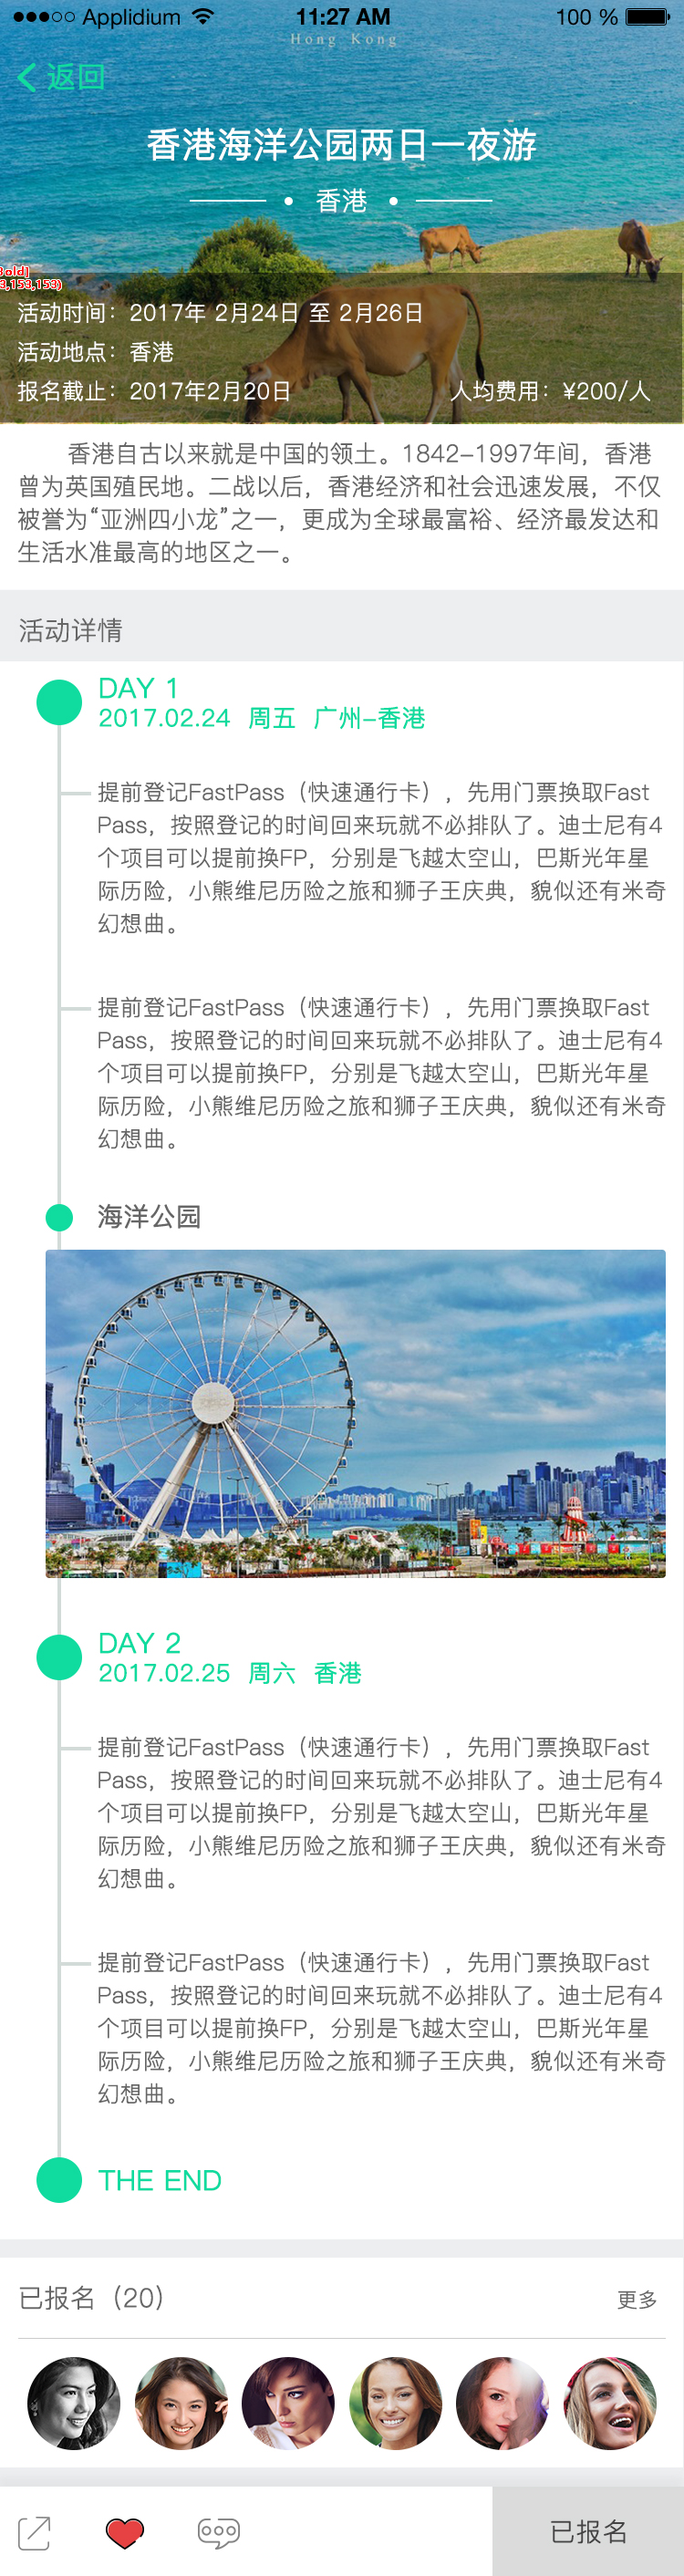 Applidium 11:27 AM 100 %
Hong Kong
返回
香港海洋公园两日一夜游
香港
old]
3,153,153)
活动时间：2017年 2月24日 至 2月26日
活动地点：香港
报名截止：2017年2月20日 人均费用：¥200/人
香港自古以来就是中国的领土。1842-1997年间，香港
曾为英国殖民地。二战以后，香港经济和社会迅速发展，不仅
被誉为“亚洲四小龙”之一，更成为全球最富裕、经济最发达和
生活水准最高的地区之一。
活动详情
DAY 1
2017.02.24 周五 广州-香港
提前登记FastPass（快速通行卡），先用门票换取Fast
Pass，按照登记的时间回来玩就不必排队了。迪士尼有4
个项目可以提前换FP，分别是飞越太空山，巴斯光年星
际历险，小熊维尼历险之旅和狮子王庆典，貌似还有米奇
幻想曲。
提前登记FastPass（快速通行卡），先用门票换取Fast
Pass，按照登记的时间回来玩就不必排队了。迪士尼有4
个项目可以提前换FP，分别是飞越太空山，巴斯光年星
际历险，小熊维尼历险之旅和狮子王庆典，貌似还有米奇
幻想曲。
海洋公园
DAY 2
2017.02.25 周六 香港
提前登记FastPass（快速通行卡），先用门票换取Fast
Pass，按照登记的时间回来玩就不必排队了。迪士尼有4
个项目可以提前换FP，分别是飞越太空山，巴斯光年星
际历险，小熊维尼历险之旅和狮子王庆典，貌似还有米奇
幻想曲。
提前登记FastPass（快速通行卡），先用门票换取Fast
Pass，按照登记的时间回来玩就不必排队了。迪士尼有4
个项目可以提前换FP，分别是飞越太空山，巴斯光年星
际历险，小熊维尼历险之旅和狮子王庆典，貌似还有米奇
幻想曲。
THE END
已报名（20） 更多
已报名